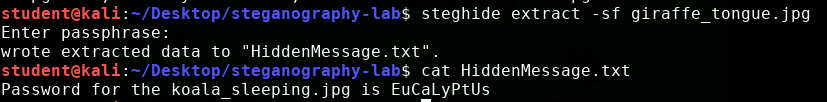 student@kali:~/Desktop/steganography-lab$ steghide extract -sf giraffe_tongue.jpg
Enter passphrase:
wrote extracted data to "HiddenMessage.txt".
student@kali:~/Desktop/steganography-lab$ cat HiddenMessage.txt
Password for the koala_sleeping.jpg is EuCaLyPtUs